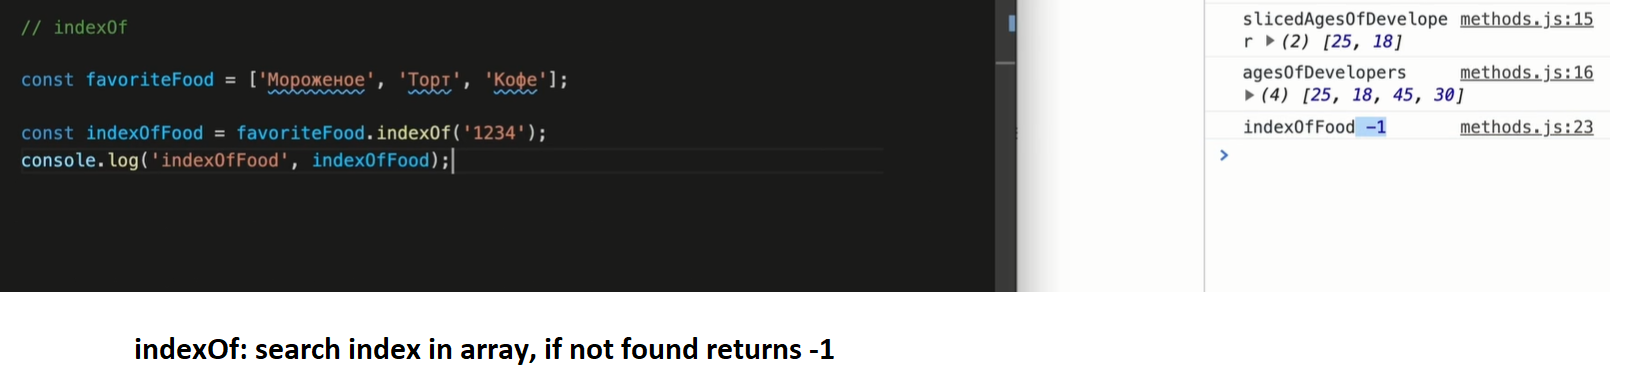 // indexOf
const favoriteFood = ['Мороженое', 'Торт', 'Кофе'];
const indexOfFood = favoriteFood.indexOf('1234');
console.log('indexOfFood', indexOfFood);
slicedAgesOfDevelope methods.js:15
r ▶(2) [25, 18]
agesOfDevelopers methods.js:16
▶(4) [25, 18, 45, 30]
indexOfFood -1 methods.js:23
>
indexOf: search index in array, if not found returns -1